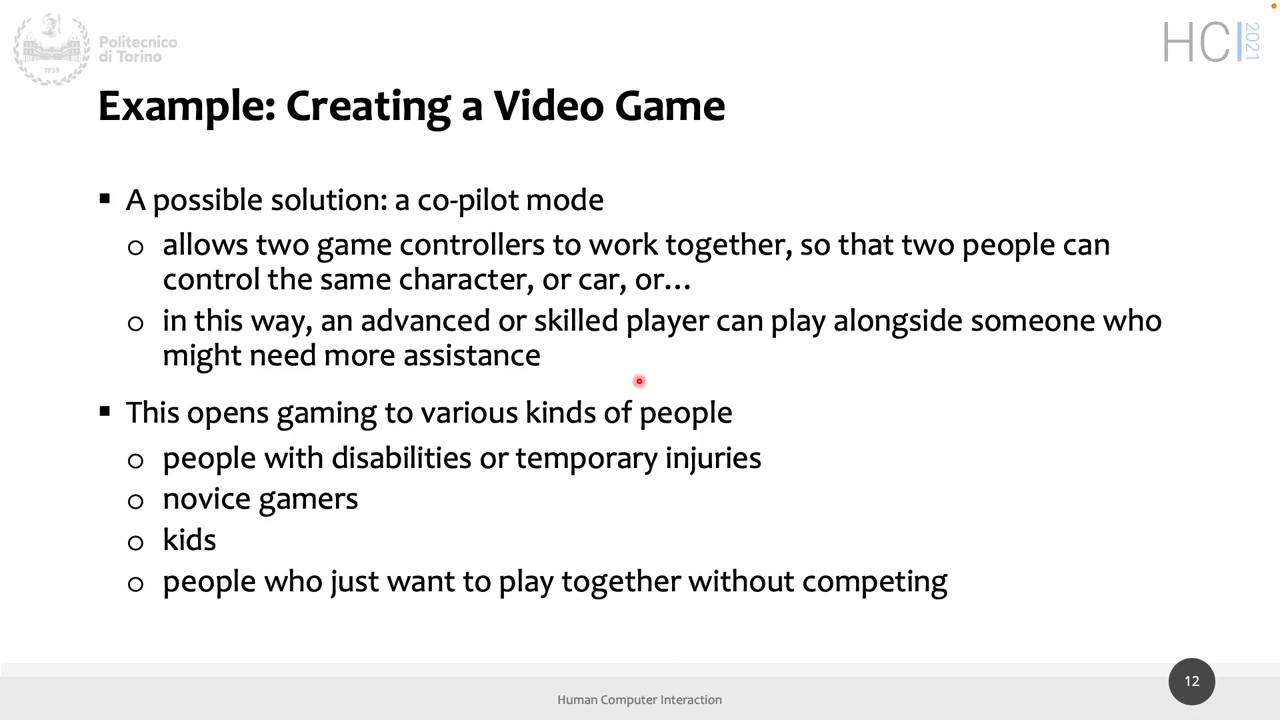 Politecnico
di Torino
1859
HCI
2021
Example: Creating a Video Game
▪ A possible solution: a co-pilot mode
o allows two game controllers to work together, so that two people can
control the same character, or car, or…
o in this way, an advanced or skilled player can play alongside someone who
might need more assistance
▪ This opens gaming to various kinds of people
o people with disabilities or temporary injuries
o novice gamers
o kids
o people who just want to play together without competing
Human Computer Interaction
12